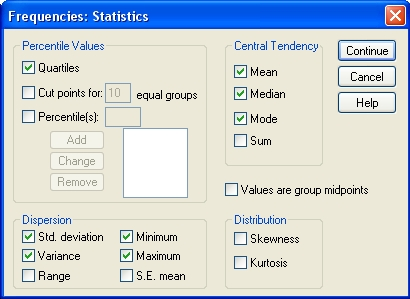 Frequencies: Statistics
Percentile Values
Quartiles
Cut points for: 10 equal groups
Percentile(s):
Add
Change
Remove
Central Tendency
Mean
Median
Mode
Sum
Continue
Cancel
Help
Values are group midpoints
Dispersion
Std. deviation Minimum
Variance Maximum
Range S.E. mean
Distribution
Skewness
Kurtosis